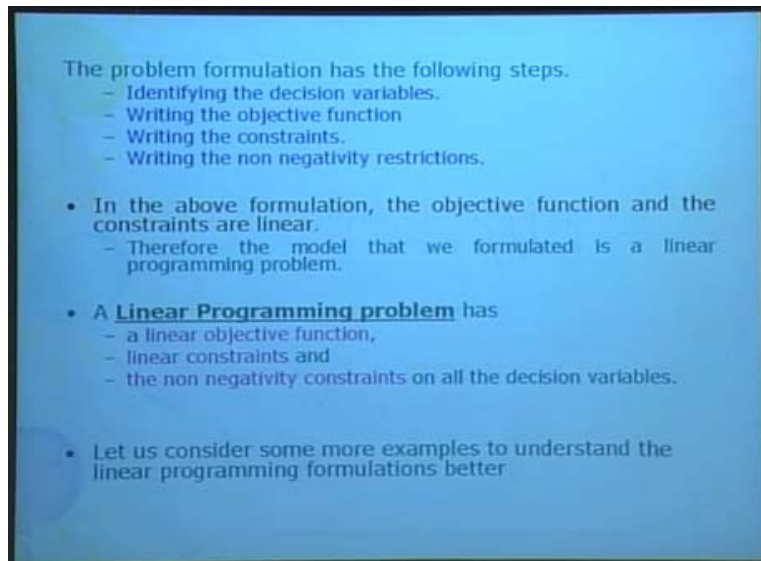 The problem formulation has the following steps.
– Identifying the decision variables.
– Writing the objective function
– Writing the constraints.
– Writing the non negativity restrictions.
• In the above formulation, the objective function and the
constraints are linear.
– Therefore the model that we formulated is a linear
programming problem.
• A Linear Programming problem has
– a linear objective function,
– linear constraints and
– the non negativity constraints on all the decision variables.
• Let us consider some more examples to understand the
linear programming formulations better